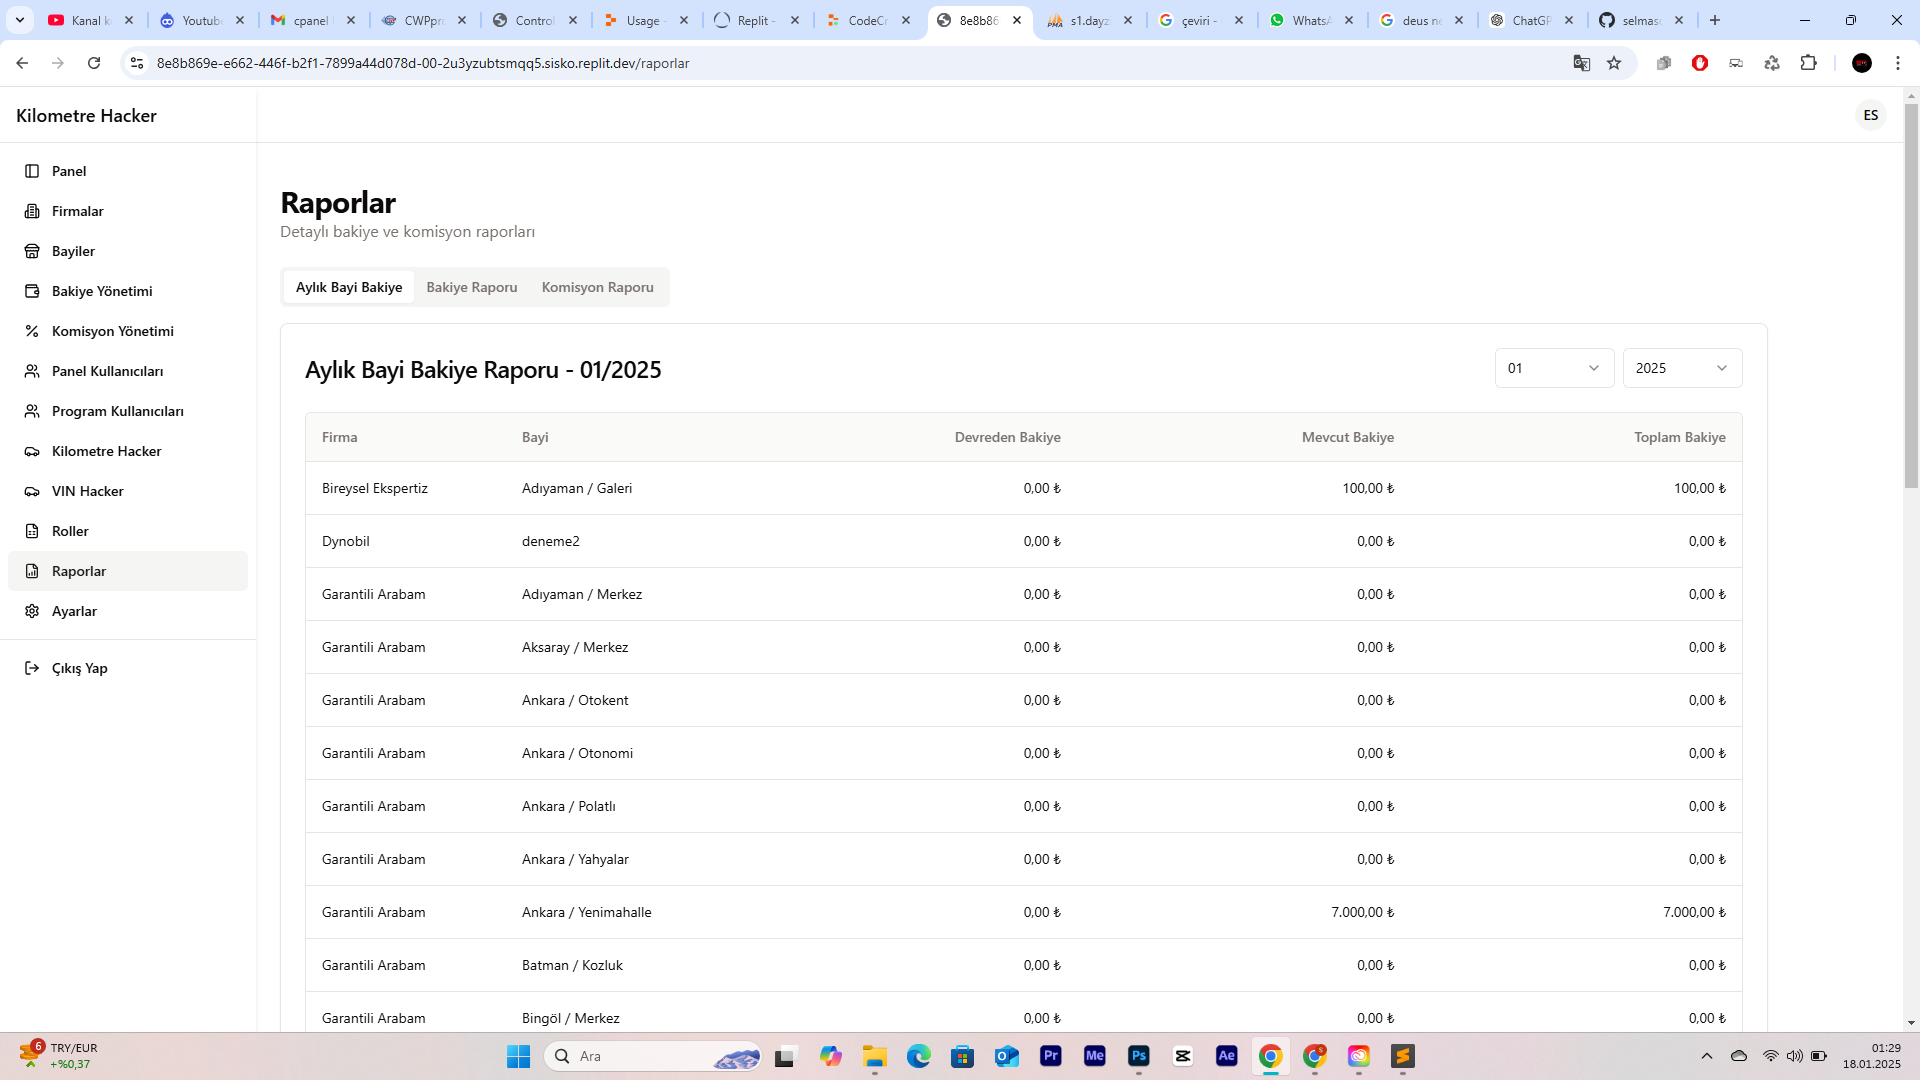 Kanal k
Youtub
cpanel
CWPpr
Control
Usage -
Replit -
CodeCr
8e8b86
s1.dayz
çeviri -
WhatsA
deus ne
ChatGP
selmas
8e8b869e-e662-446f-b2f1-7899a44d078d-00-2u3yzubtsmqq5.sisko.replit.dev/raporlar
Kilometre Hacker
ES
Panel
Firmalar
Bayiler
Bakiye Yönetimi
Komisyon Yönetimi
Panel Kullanıcıları
Program Kullanıcıları
Kilometre Hacker
VIN Hacker
Roller
Raporlar
Ayarlar
Çıkış Yap
Raporlar
Detaylı bakiye ve komisyon raporları
Aylık Bayi Bakiye Bakiye Raporu Komisyon Raporu
Aylık Bayi Bakiye Raporu - 01/2025 01 2025
Firma Bayi Devreden Bakiye Mevcut Bakiye Toplam Bakiye
Bireysel Ekspertiz Adıyaman / Galeri 0,00 ₺ 100,00 ₺ 100,00 ₺
Dynobil deneme2 0,00 ₺ 0,00 ₺ 0,00 ₺
Garantili Arabam Adıyaman / Merkez 0,00 ₺ 0,00 ₺ 0,00 ₺
Garantili Arabam Aksaray / Merkez 0,00 ₺ 0,00 ₺ 0,00 ₺
Garantili Arabam Ankara / Otokent 0,00 ₺ 0,00 ₺ 0,00 ₺
Garantili Arabam Ankara / Otonomi 0,00 ₺ 0,00 ₺ 0,00 ₺
Garantili Arabam Ankara / Polatlı 0,00 ₺ 0,00 ₺ 0,00 ₺
Garantili Arabam Ankara / Yahyalar 0,00 ₺ 0,00 ₺ 0,00 ₺
Garantili Arabam Ankara / Yenimahalle 0,00 ₺ 7.000,00 ₺ 7.000,00 ₺
Garantili Arabam Batman / Kozluk 0,00 ₺ 0,00 ₺ 0,00 ₺
Garantili Arabam Bingöl / Merkez 0,00 ₺ 0,00 ₺ 0,00 ₺
6
TRY/EUR
+%0,37
Ara
Pr
Me
Ps
Ae
01:29
18.01.2025